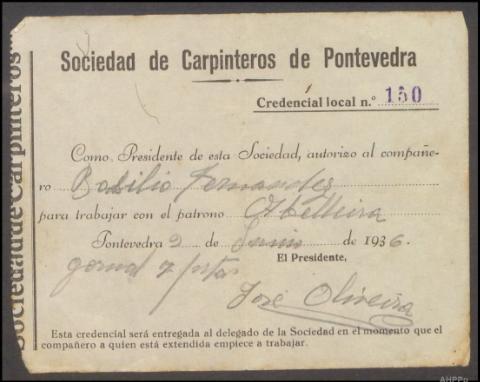 Sociedad de Carpinteros
Sociedad de Carpinteros de Pontevedra
Credencial local n.º 150
Como Presidente de esta Sociedad, autorizo al compañe-
ro Basilio Fernandez
para trabajar con el patrono Abelleira
Pontevedra 2 de Junio de 1936.
jornal 7 ptas
El Presidente,
José Oliveira
Esta credencial será entregada al delegado de la Sociedad en el momento que el
compañero a quien está extendida empiece a trabajar.
AHPPo